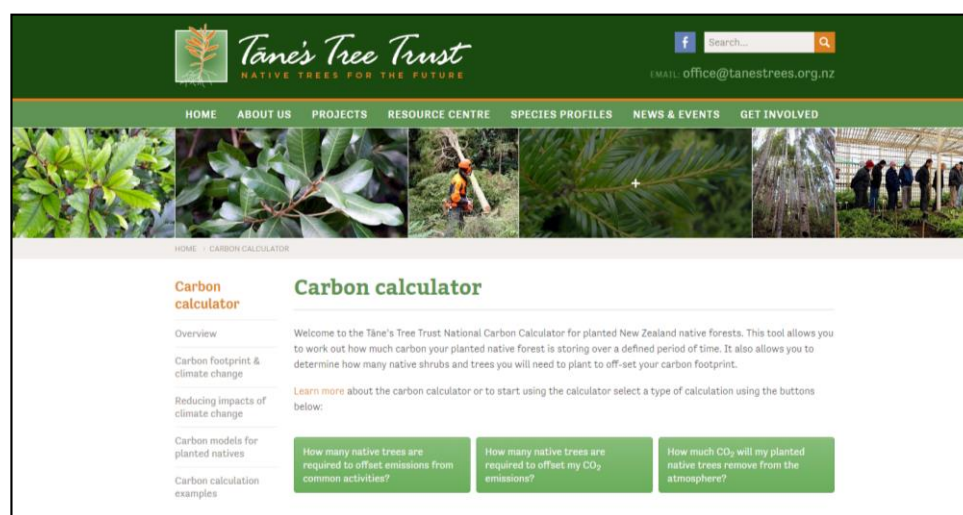 Tāne's Tree Trust
NATIVE TREES FOR THE FUTURE
f
Search...
EMAIL: office@tanestrees.org.nz
HOME ABOUT US PROJECTS RESOURCE CENTRE SPECIES PROFILES NEWS & EVENTS GET INVOLVED
HOME › CARBON CALCULATOR
Carbon
calculator
Overview
Carbon footprint &
climate change
Reducing impacts of
climate change
Carbon models for
planted natives
Carbon calculation
examples
Carbon calculator
Welcome to the Tāne's Tree Trust National Carbon Calculator for planted New Zealand native forests. This tool allows you
to work out how much carbon your planted native forest is storing over a defined period of time. It also allows you to
determine how many native shrubs and trees you will need to plant to off-set your carbon footprint.
Learn more about the carbon calculator or to start using the calculator select a type of calculation using the buttons
below:
How many native trees are
required to offset emissions from
common activities?
How many native trees are
required to offset my CO₂
emissions?
How much CO₂ will my planted
native trees remove from the
atmosphere?